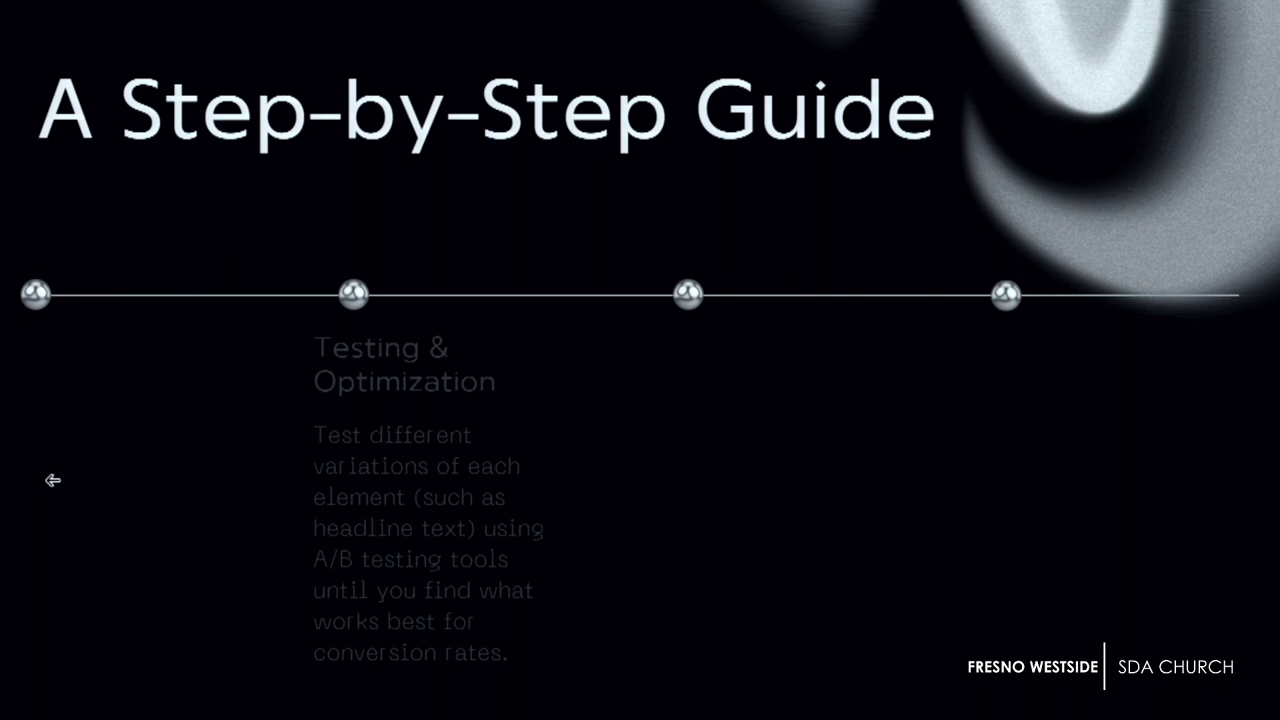 A Step-by-Step Guide
Testing &
Optimization
Test different
variations of each
element (such as
headline text) using
A/B testing tools
until you find what
works best for
conversion rates.
FRESNO WESTSIDE | SDA CHURCH